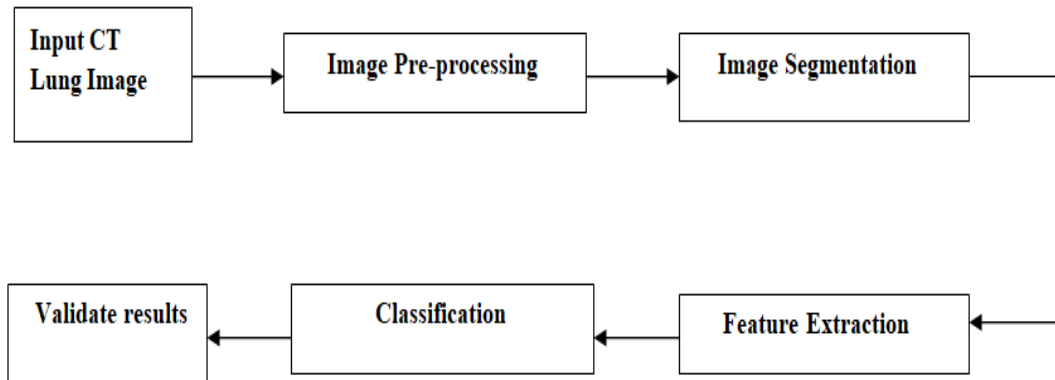 Input CT
Lung Image
Image Pre-processing
Image Segmentation
Feature Extraction
Classification
Validate results